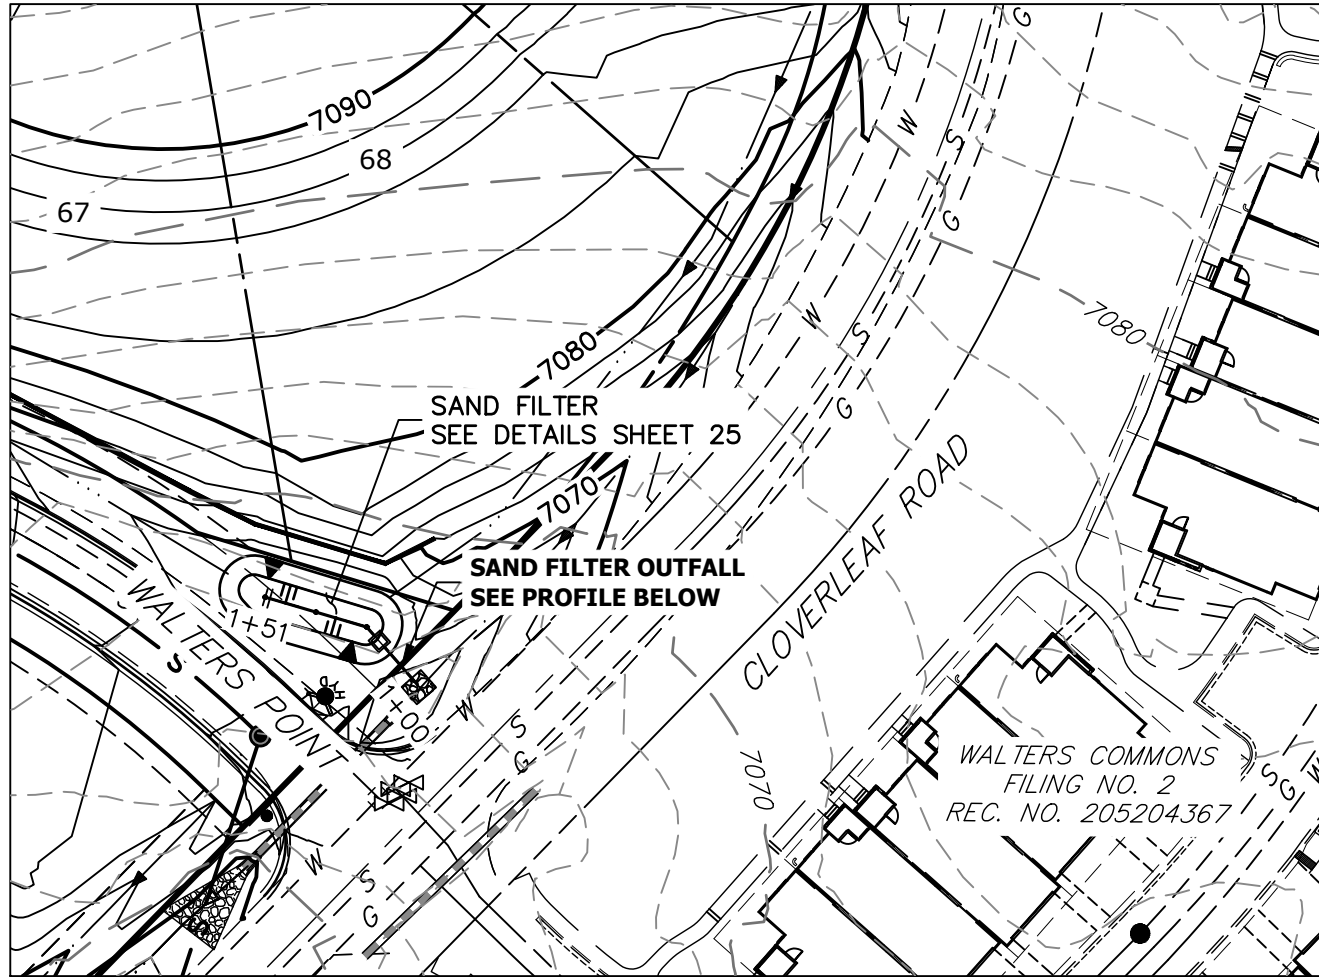 7090
68
67
W
S
G
G
W
S
G
7080
7080
SAND FILTER
SEE DETAILS SHEET 25
7070
SAND FILTER OUTFALL
SEE PROFILE BELOW
CLOVERLEAF ROAD
WALTERS POINT
1+51
S
HYD
1+00
W
S
G
7070
WALTERS COMMONS
FILING NO. 2
REC. NO. 205204367
S
G
W
W
S
G